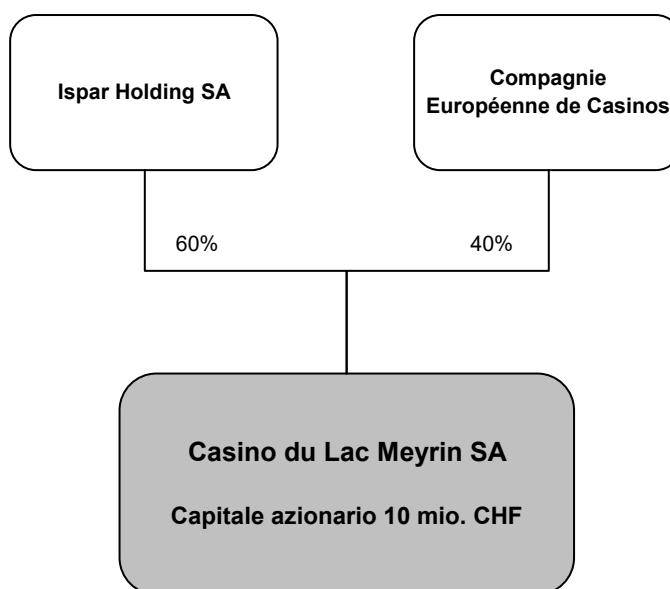 Ispar Holding SA
Compagnie
Européenne de Casinos
60%
40%
Casino du Lac Meyrin SA
Capitale azionario 10 mio. CHF